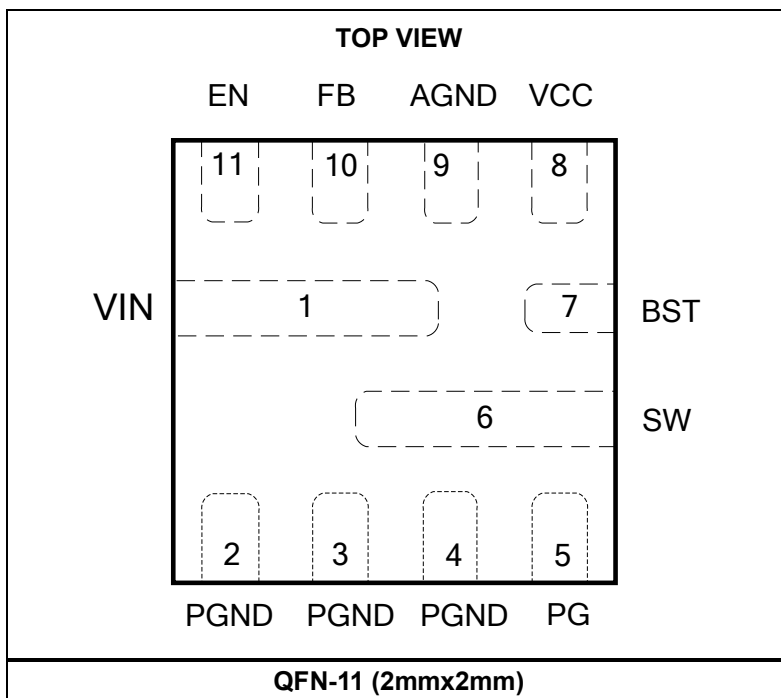 TOP VIEW
EN FB AGND VCC
11 10 9 8
VIN 1 7 BST
6 SW
2 3 4 5
PGND PGND PGND PG
QFN-11 (2mmx2mm)